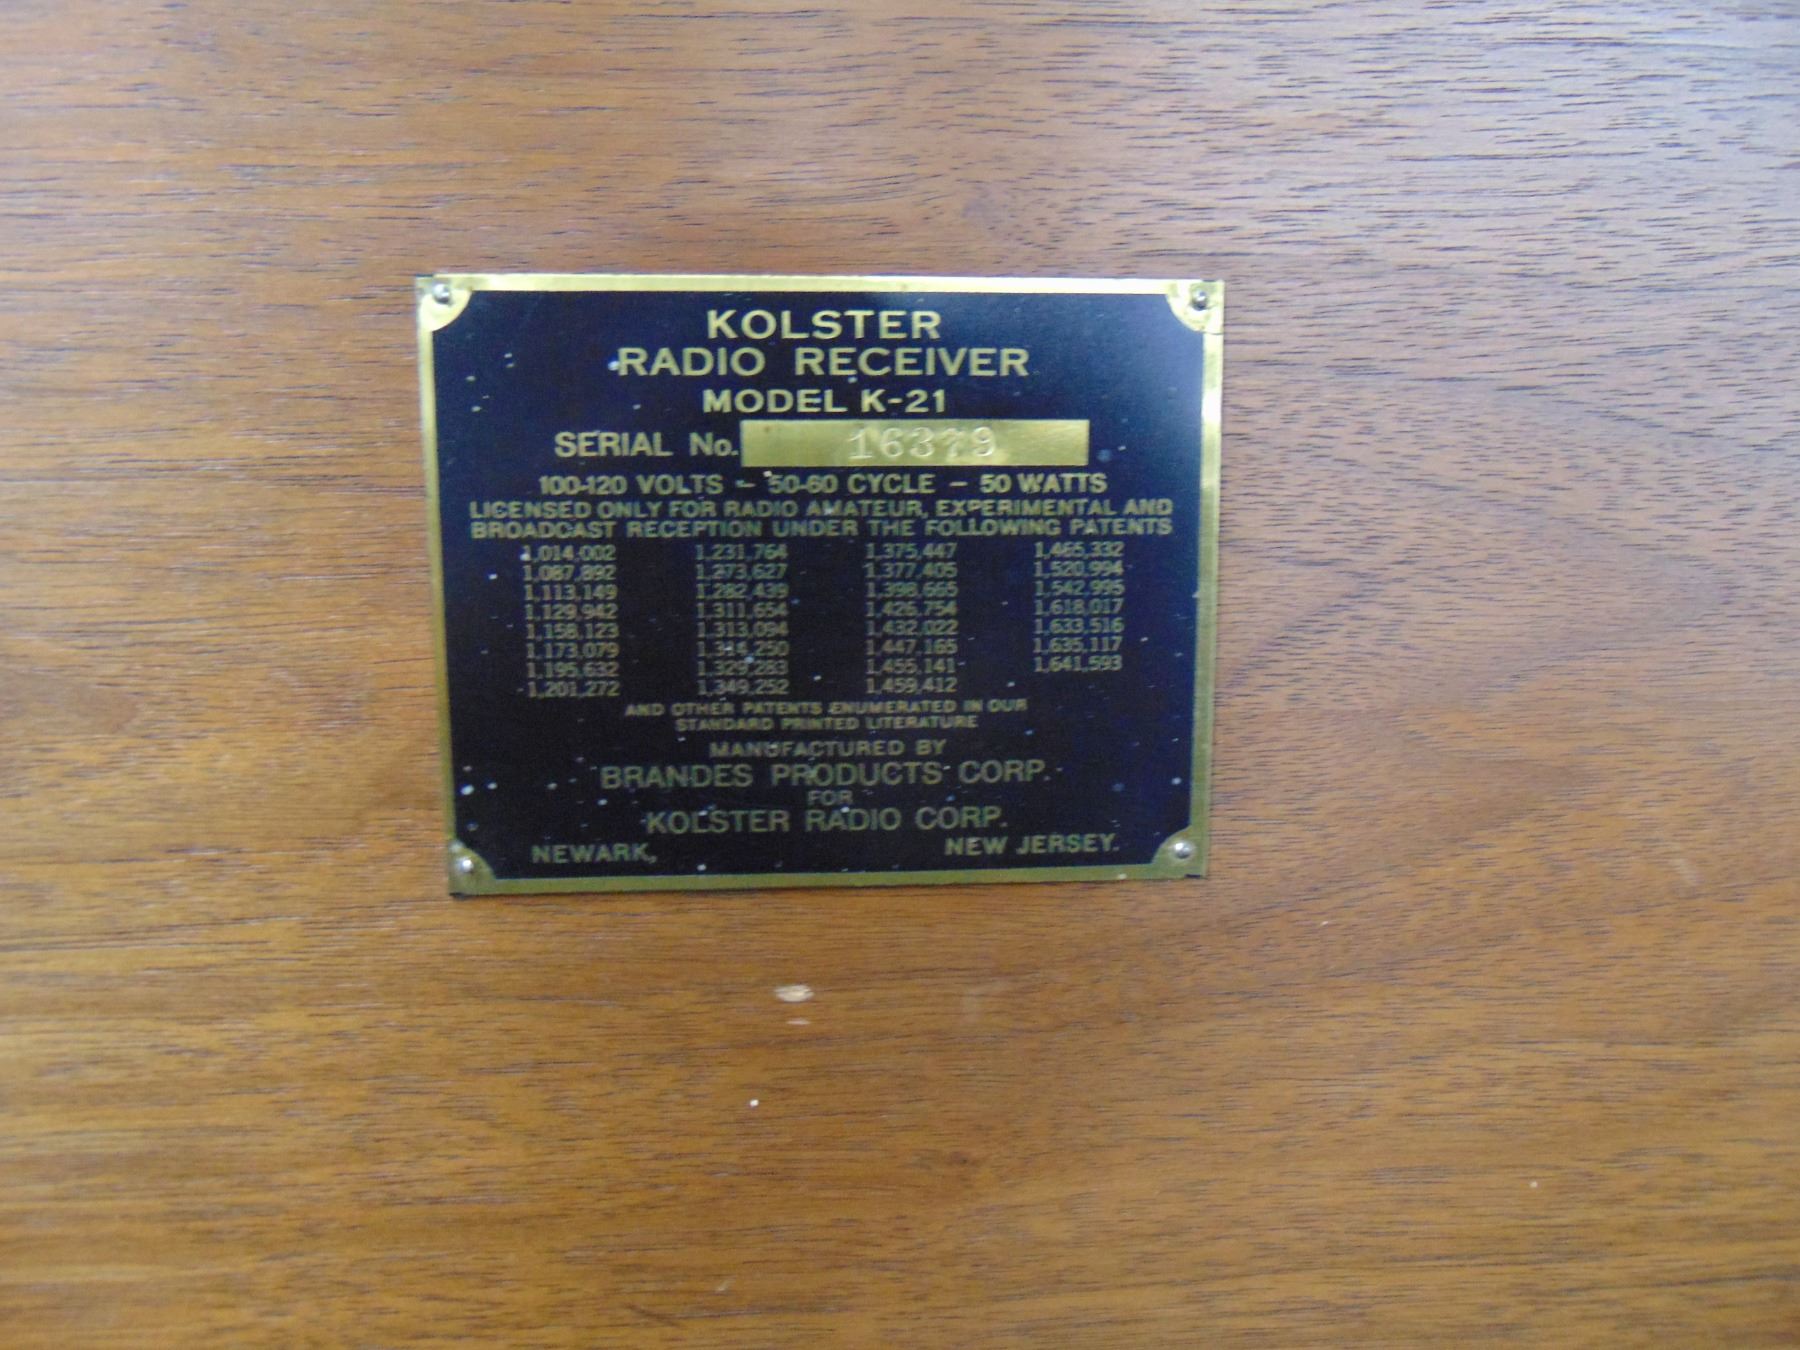 KOLSTER
RADIO RECEIVER
MODEL K-21
SERIAL No. 16379
100-120 VOLTS - 50-60 CYCLE - 50 WATTS
LICENSED ONLY FOR RADIO AMATEUR, EXPERIMENTAL AND
BROADCAST RECEPTION UNDER THE FOLLOWING PATENTS
1,014,002 1,231,764 1,375,447 1,465,332
1,087,892 1,273,627 1,377,405 1,520,994
1,113,149 1,282,439 1,398,665 1,542,995
1,129,942 1,311,654 1,426,754 1,618,017
1,158,123 1,313,094 1,432,022 1,633,516
1,173,079 1,314,250 1,447,165 1,635,117
1,195,632 1,329,283 1,455,141 1,641,593
1,201,272 1,349,252 1,459,412
AND OTHER PATENTS ENUMERATED IN OUR
STANDARD PRINTED LITERATURE
MANUFACTURED BY
BRANDES PRODUCTS CORP.
FOR
KOLSTER RADIO CORP.
NEWARK, NEW JERSEY.